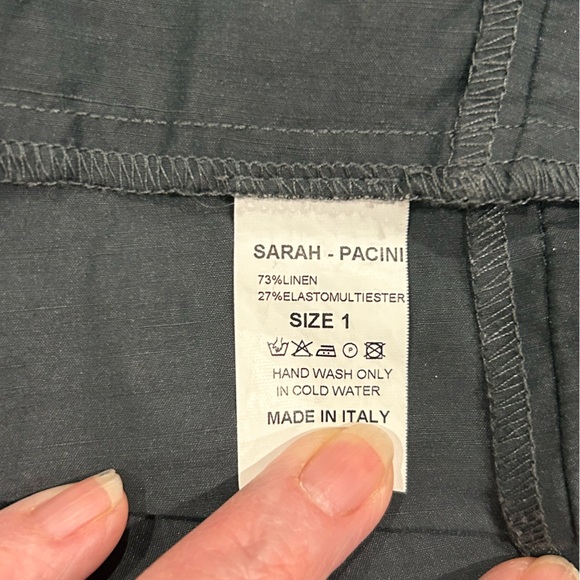 SARAH - PACINI
73%LINEN
27%ELASTOMULTIESTER
SIZE 1
HAND WASH ONLY
IN COLD WATER
MADE IN ITALY